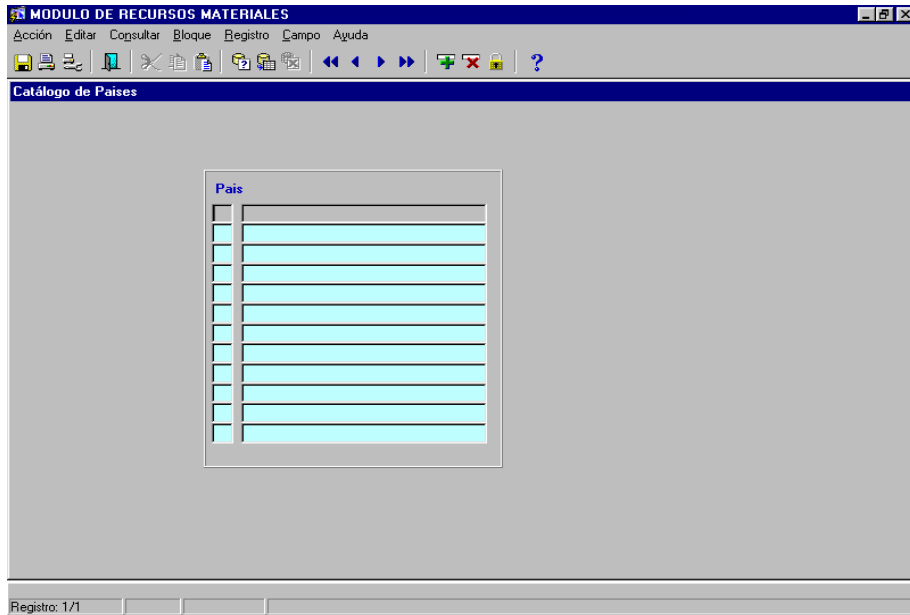 MODULO DE RECURSOS MATERIALES
Acción Editar Consultar Bloque Registro Campo Ayuda
Catálogo de Paises
Pais
Registro: 1/1